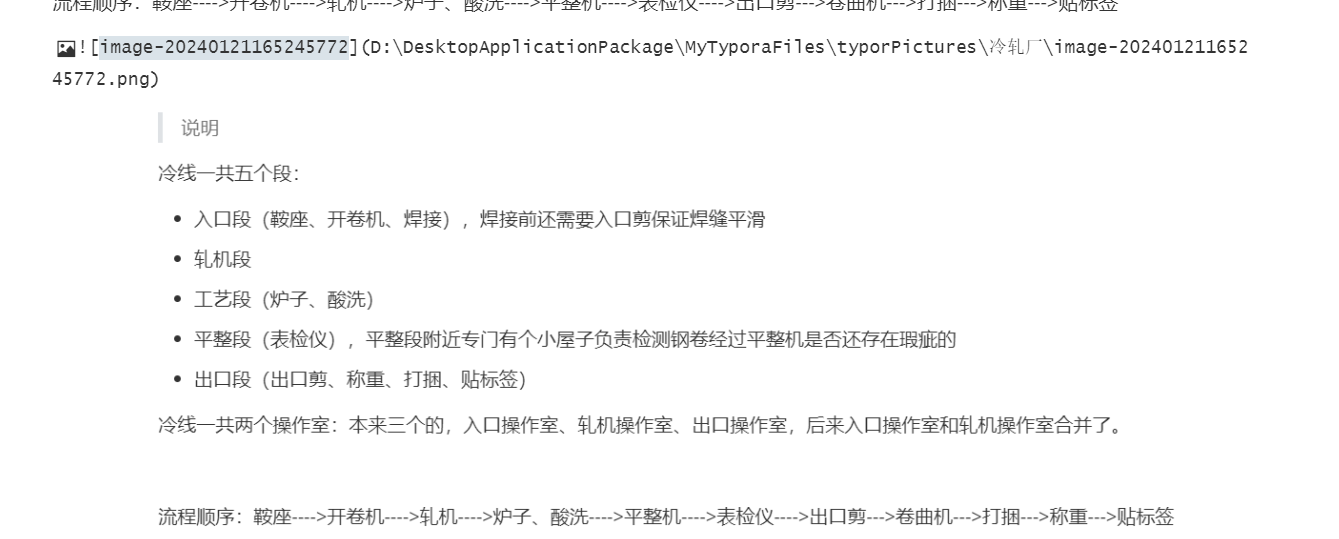 流程顺序：鞍座---->开卷机---->轧机---->炉子、酸洗---->平整机---->表检仪---->出口剪--->卷曲机--->打捆--->称重--->贴标签
![image-20240121165245772](D:\DesktopApplicationPackage\MyTyporaFiles\typorPictures\冷轧厂\image-202401211652
45772.png)
说明
冷线一共五个段：
• 入口段（鞍座、开卷机、焊接），焊接前还需要入口剪保证焊缝平滑
• 轧机段
• 工艺段（炉子、酸洗）
• 平整段（表检仪），平整段附近专门有个小屋子负责检测钢卷经过平整机是否还存在瑕疵的
• 出口段（出口剪、称重、打捆、贴标签）
冷线一共两个操作室：本来三个的，入口操作室、轧机操作室、出口操作室，后来入口操作室和轧机操作室合并了。
流程顺序：鞍座---->开卷机---->轧机---->炉子、酸洗---->平整机---->表检仪---->出口剪--->卷曲机--->打捆--->称重--->贴标签